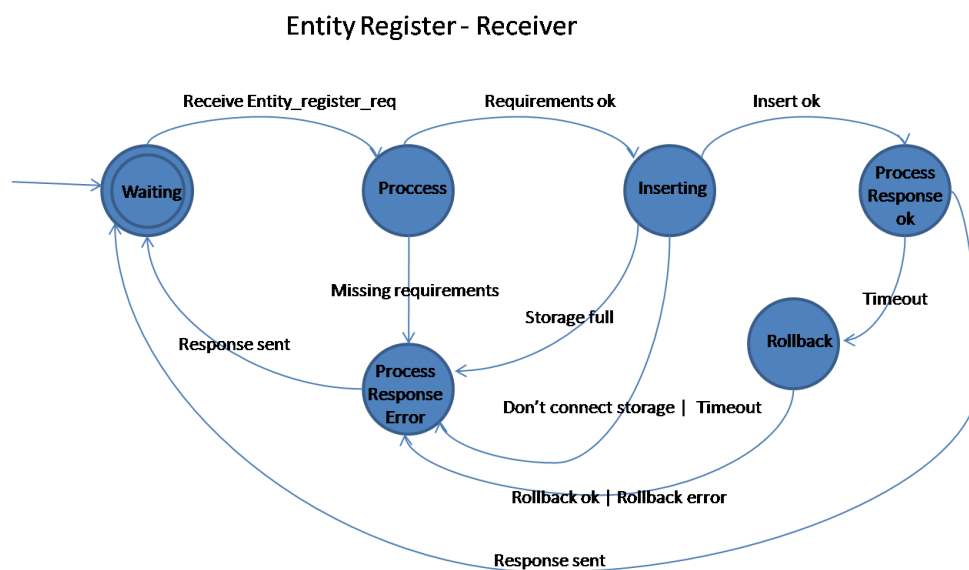 Entity Register - Receiver
Receive Entity_register_req
Requirements ok
Insert ok
Waiting
Proccess
Inserting
Process
Response
ok
Missing requirements
Storage full
Timeout
Rollback
Response sent
Process
Response
Error
Don't connect storage | Timeout
Rollback ok | Rollback error
Response sent